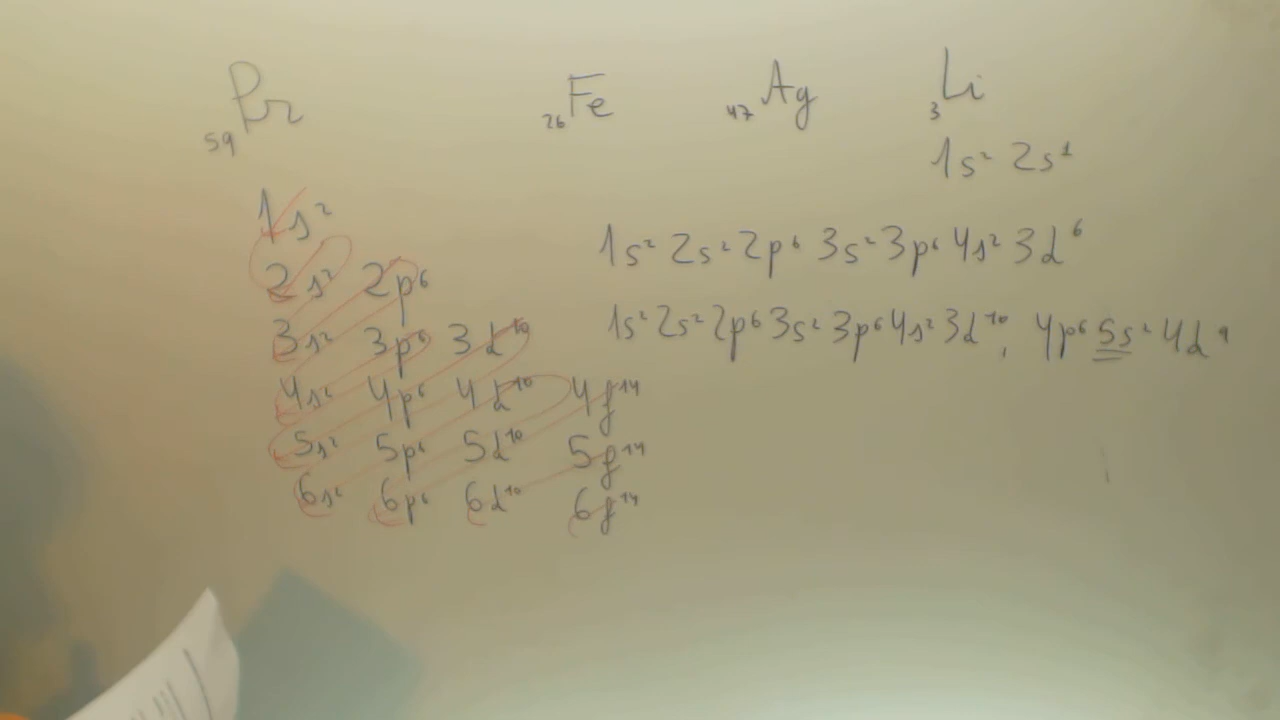 ₅₉Pr ₂₆Fe ₄₇Ag ₃Li
1s² 2s¹
1s²
2s² 2p⁶
3s² 3p⁶ 3d¹⁰
4s² 4p⁶ 4d¹⁰ 4f¹⁴
5s² 5p⁶ 5d¹⁰ 5f¹⁴
6s² 6p⁶ 6d¹⁰ 6f¹⁴
1s² 2s² 2p⁶ 3s² 3p⁶ 4s² 3d⁶
1s² 2s² 2p⁶ 3s² 3p⁶ 4s² 3d¹⁰, 4p⁶ 5s² 4d⁹